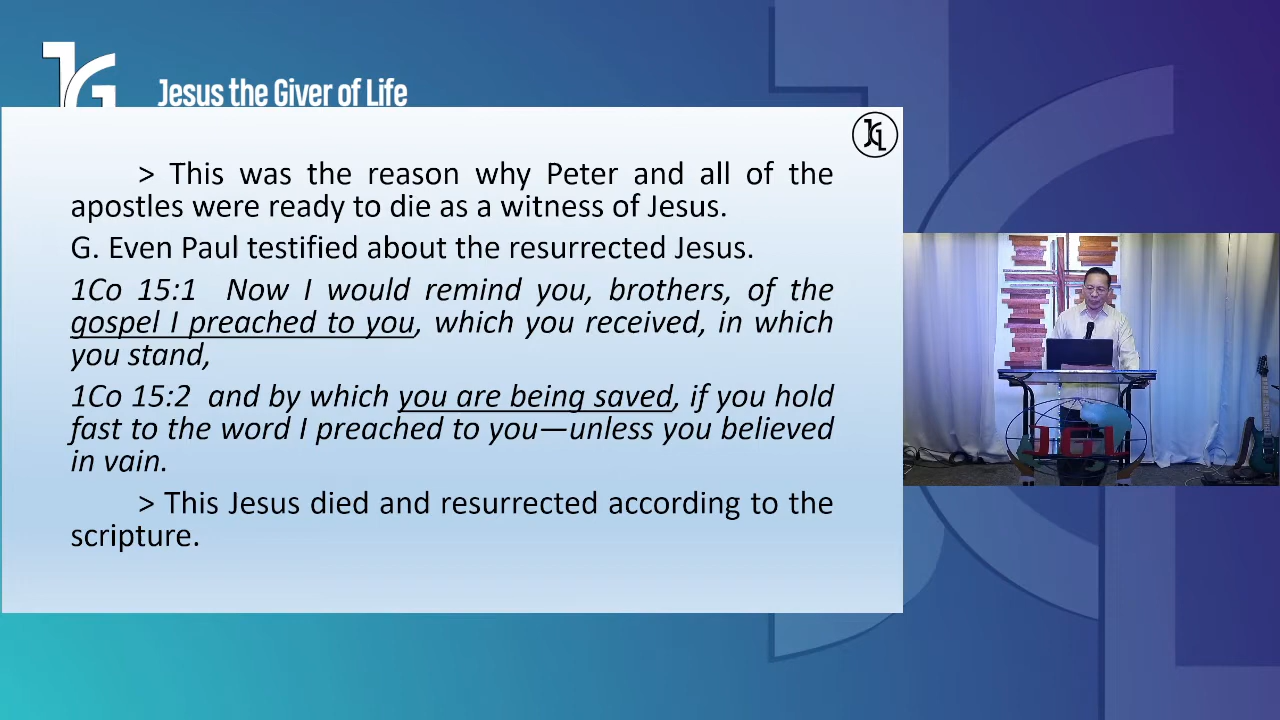 JG
Jesus the Giver of Life
JGL
> This was the reason why Peter and all of the
apostles were ready to die as a witness of Jesus.
G. Even Paul testified about the resurrected Jesus.
1Co 15:1 Now I would remind you, brothers, of the
gospel I preached to you, which you received, in which
you stand,
1Co 15:2 and by which you are being saved, if you hold
fast to the word I preached to you—unless you believed
in vain.
> This Jesus died and resurrected according to the
scripture.
JGL